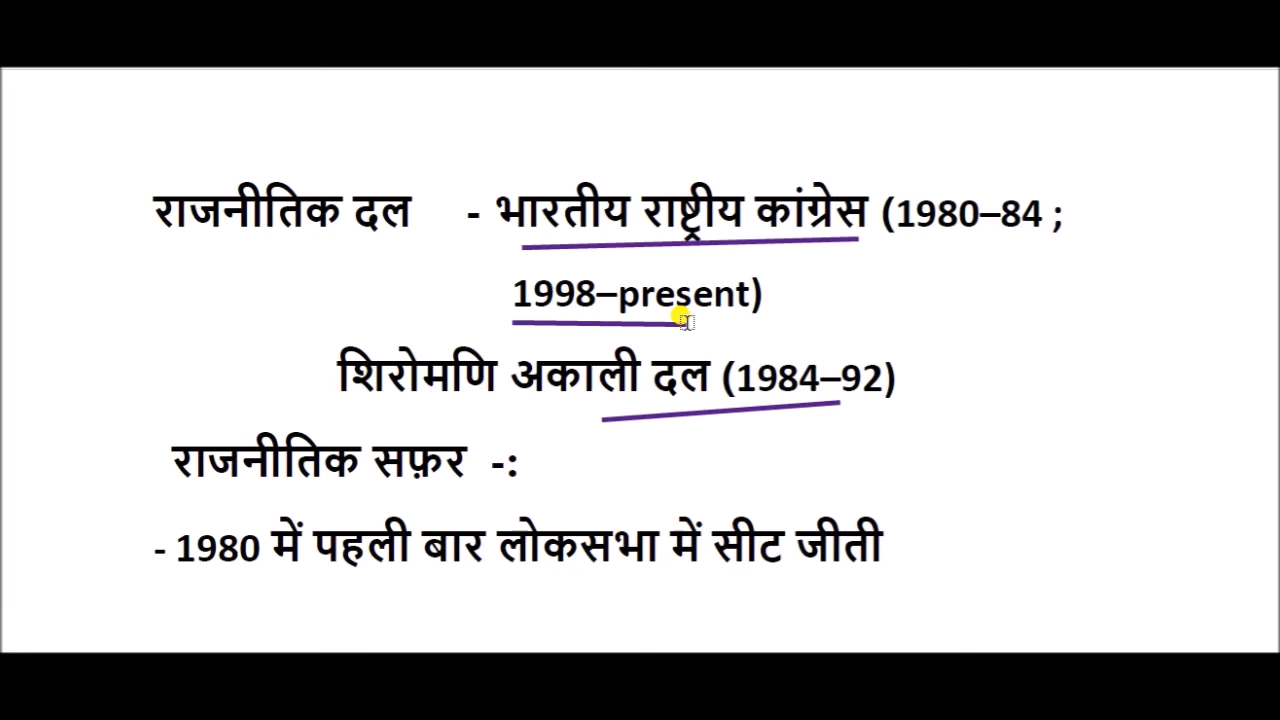 राजनीतिक दल - भारतीय राष्ट्रीय कांग्रेस (1980–84 ;
1998–present)
शिरोमणि अकाली दल (1984–92)
राजनीतिक सफ़र -:
- 1980 में पहली बार लोकसभा में सीट जीती